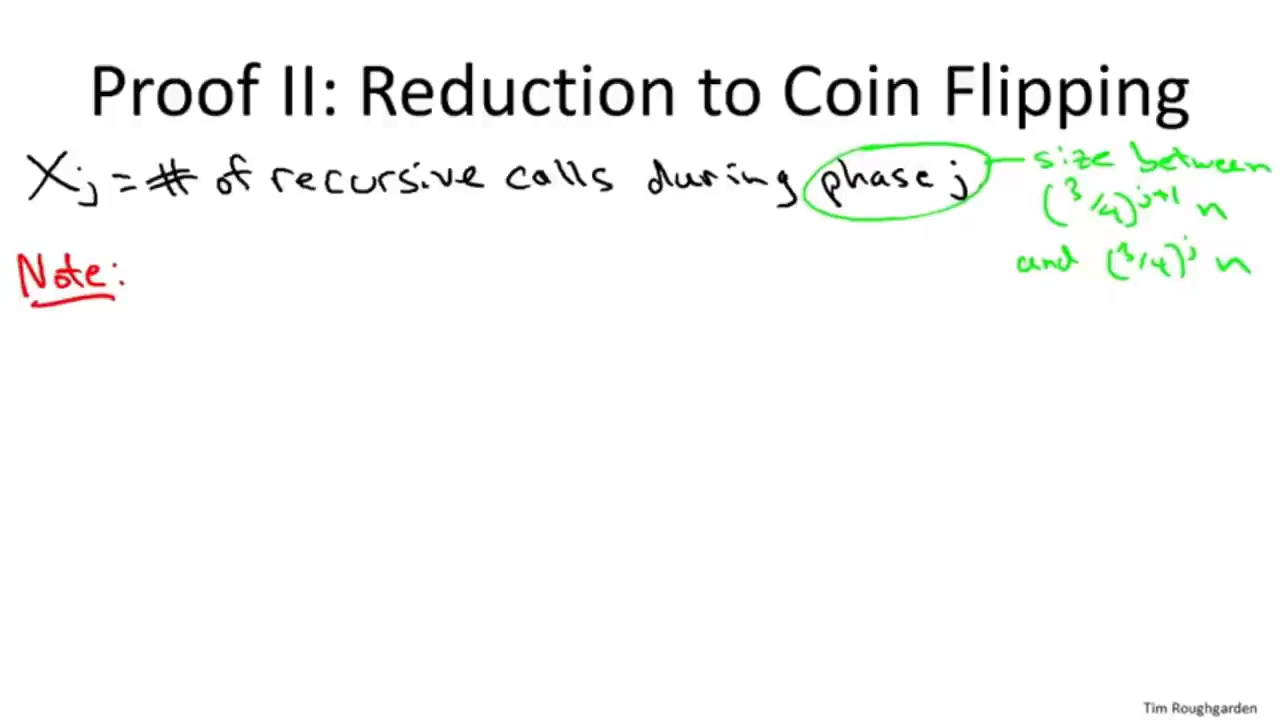 Proof II: Reduction to Coin Flipping
Xj = # of recursive calls during phase j
size between
(3/4)^{j+1} n
and (3/4)^j n
Note:
Tim Roughgarden